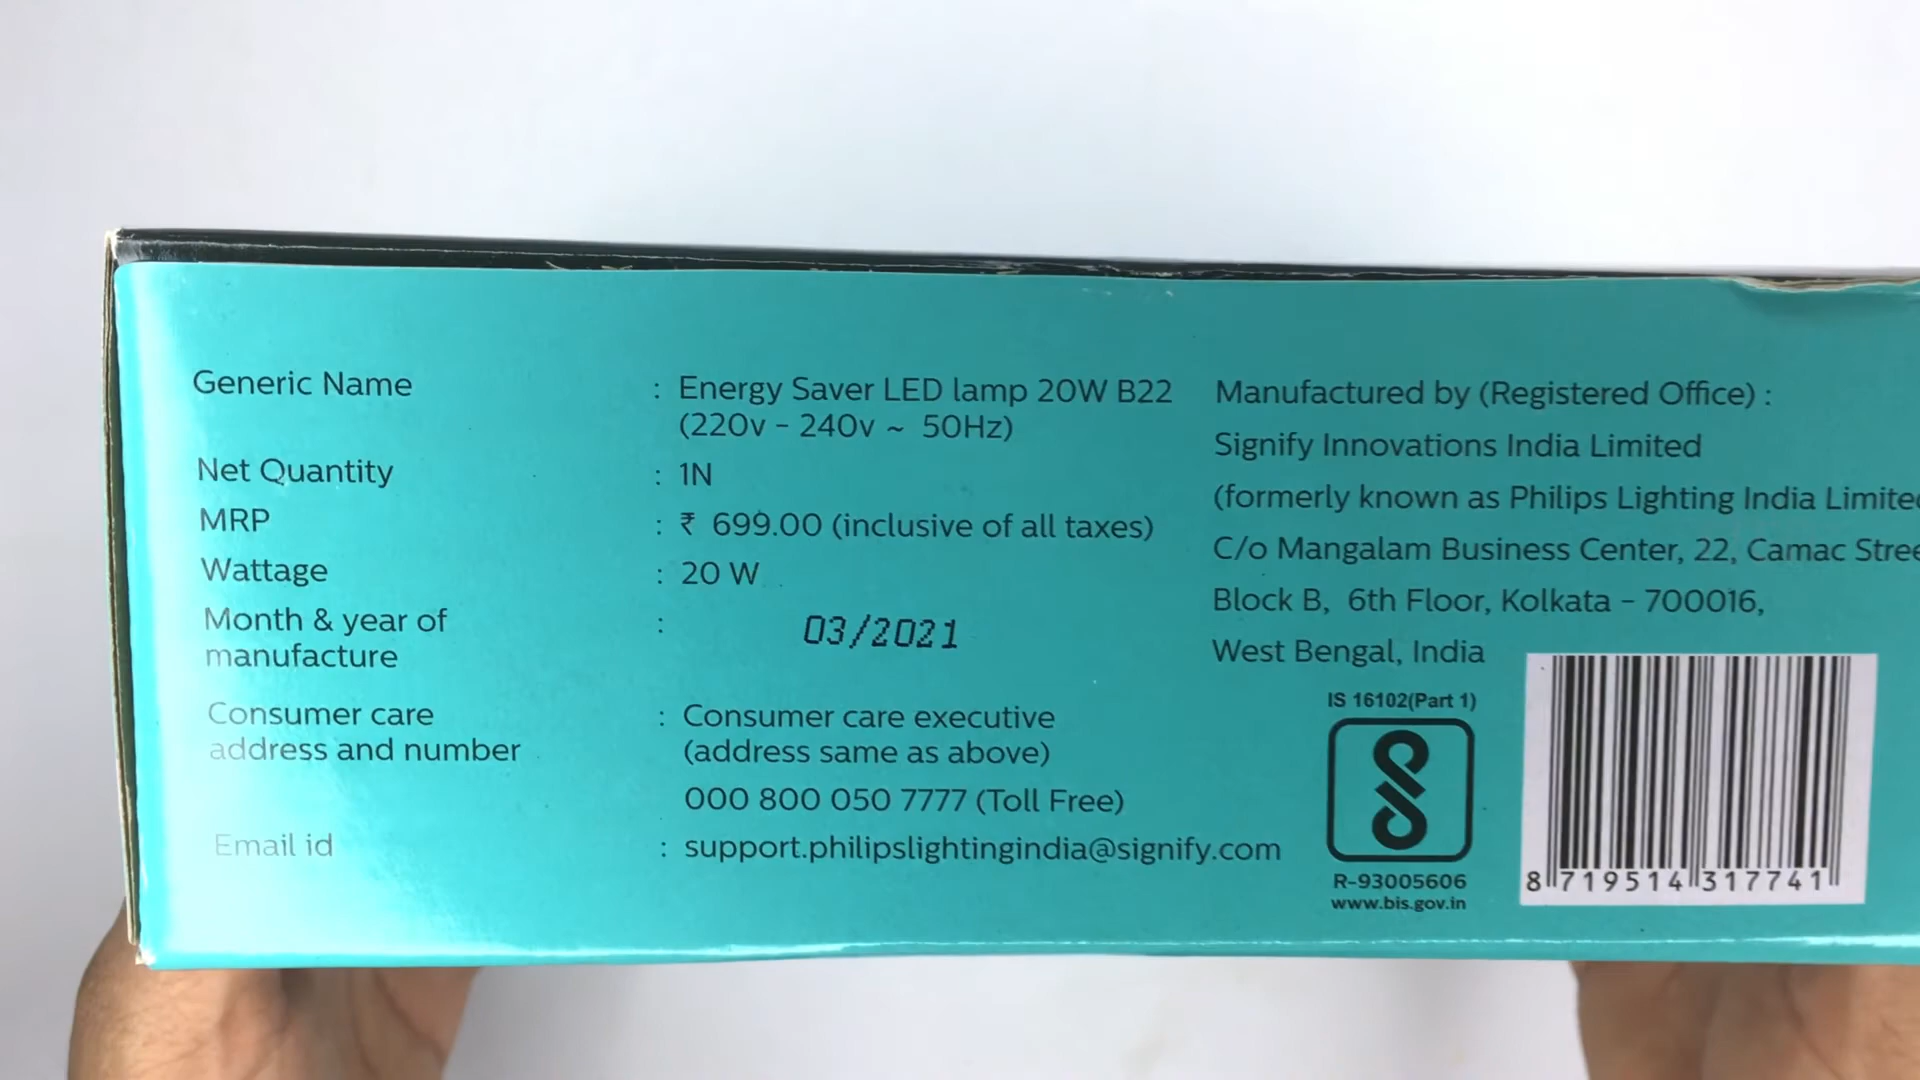 Generic Name : Energy Saver LED lamp 20W B22
(220v - 240v ~ 50Hz)
Net Quantity : 1N
MRP : ₹ 699.00 (inclusive of all taxes)
Wattage : 20 W
Month & year of
manufacture : 03/2021
Consumer care : Consumer care executive
address and number (address same as above)
000 800 050 7777 (Toll Free)
Email id : support.philipslightingindia@signify.com
Manufactured by (Registered Office) :
Signify Innovations India Limited
(formerly known as Philips Lighting India Limite
C/o Mangalam Business Center, 22, Camac Stree
Block B, 6th Floor, Kolkata - 700016,
West Bengal, India
IS 16102(Part 1)
R-93005606
www.bis.gov.in
8 719514 317741